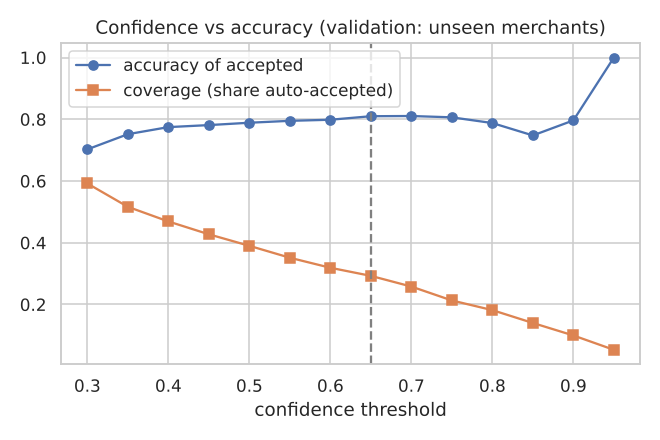 Confidence vs accuracy (validation: unseen merchants)
accuracy of accepted
coverage (share auto-accepted)
1.0
0.8
0.6
0.4
0.2
0.3 0.4 0.5 0.6 0.7 0.8 0.9
confidence threshold